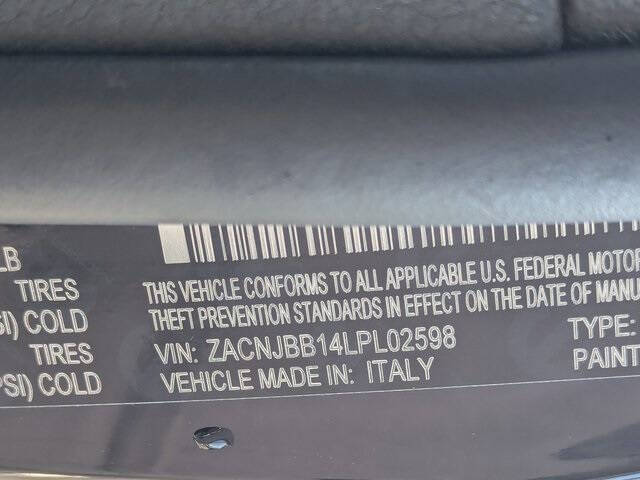 LB
TIRES
SI) COLD
TIRES
PSI) COLD
THIS VEHICLE CONFORMS TO ALL APPLICABLE U.S. FEDERAL MOTOR
THEFT PREVENTION STANDARDS IN EFFECT ON THE DATE OF MANU
VIN: ZACNJBB14LPL02598
VEHICLE MADE IN: ITALY
TYPE:
PAINT